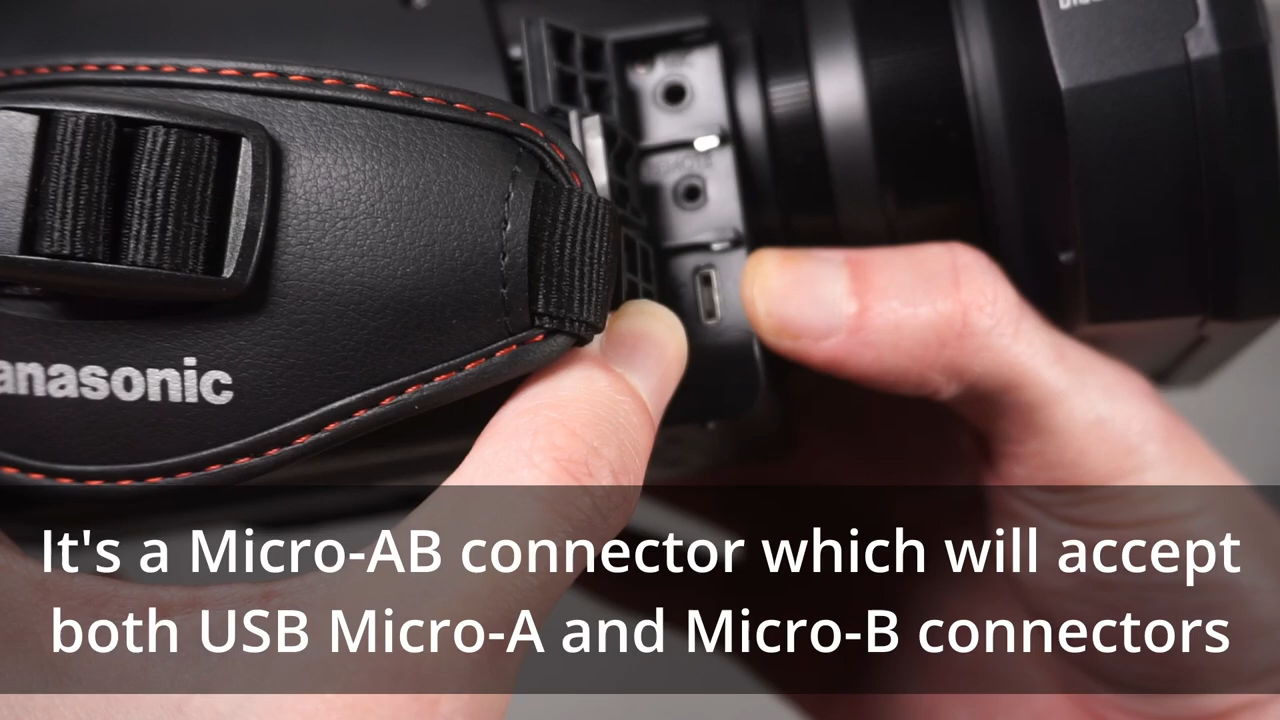 anasonic
It's a Micro-AB connector which will accept
both USB Micro-A and Micro-B connectors